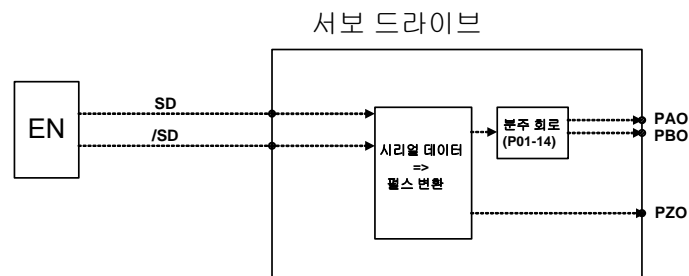 서보 드라이브
EN
SD
/SD
시리얼 데이터
=>
펄스 변환
분주 회로
(P01-14)
PAO
PBO
PZO